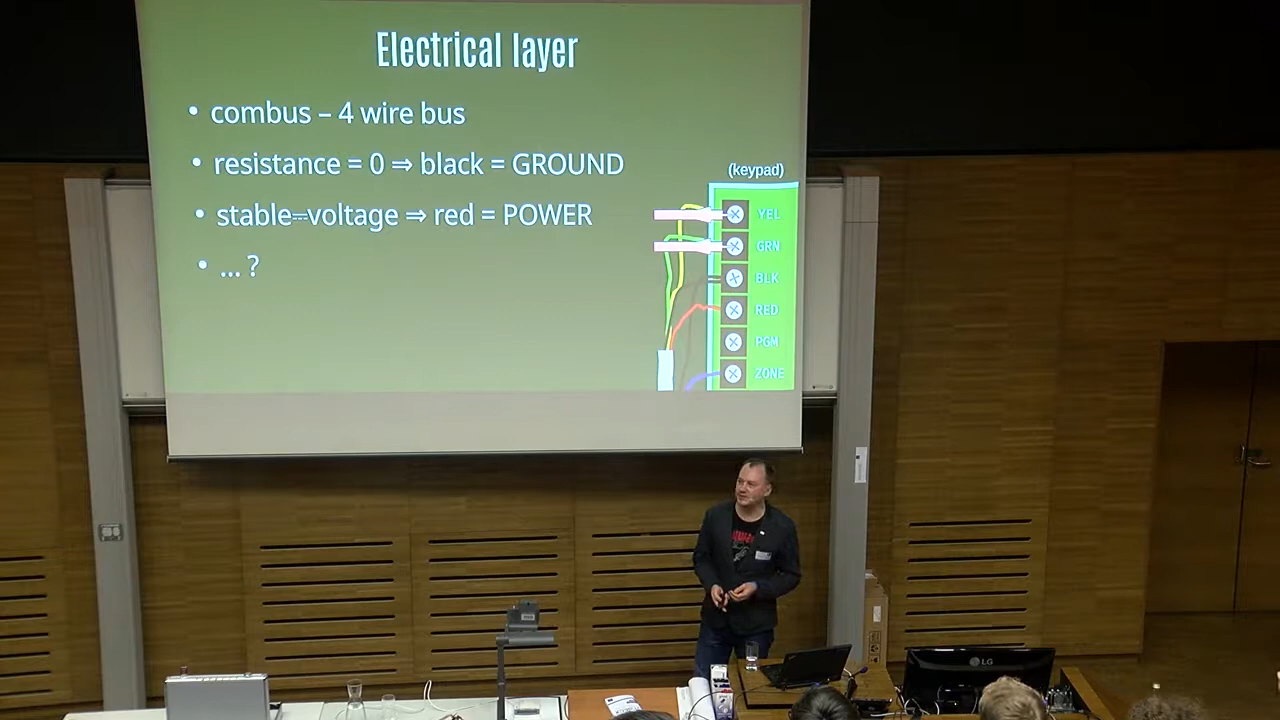 Electrical layer
• combus – 4 wire bus
• resistance = 0 ⇒ black = GROUND
(keypad)
• stable voltage ⇒ red = POWER
YEL
GRN
• ... ?
BLK
RED
PGM
ZONE
LG